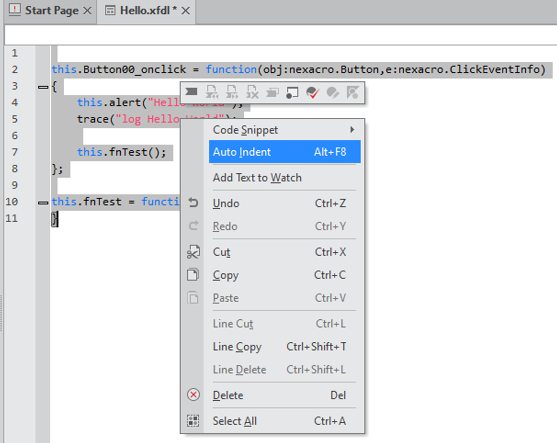 Start Page
Hello.xfdl *
1
2 this.Button00_onclick = function(obj:nexacro.Button,e:nexacro.ClickEventInfo)
3 {
4 this.alert("Hello World");
5 trace("log Hello World");
6
7 this.fnTest();
8 };
9
10 this.fnTest = functi
11 }
Code Snippet
Auto Indent Alt+F8
Add Text to Watch
Undo Ctrl+Z
Redo Ctrl+Y
Cut Ctrl+X
Copy Ctrl+C
Paste Ctrl+V
Line Cut Ctrl+L
Line Copy Ctrl+Shift+T
Line Delete Ctrl+Shift+L
Delete Del
Select All Ctrl+A